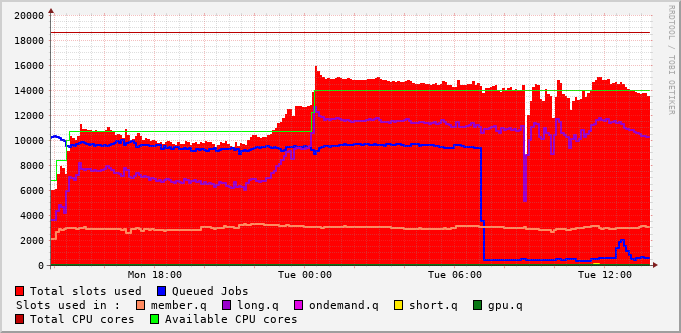 20000
18000
16000
14000
12000
10000
8000
6000
4000
2000
0
Mon 18:00 Tue 00:00 Tue 06:00 Tue 12:00
RRDTOOL / TOBI OETIKER
Total slots used Queued Jobs
Slots used in : member.q long.q ondemand.q short.q gpu.q
Total CPU cores Available CPU cores